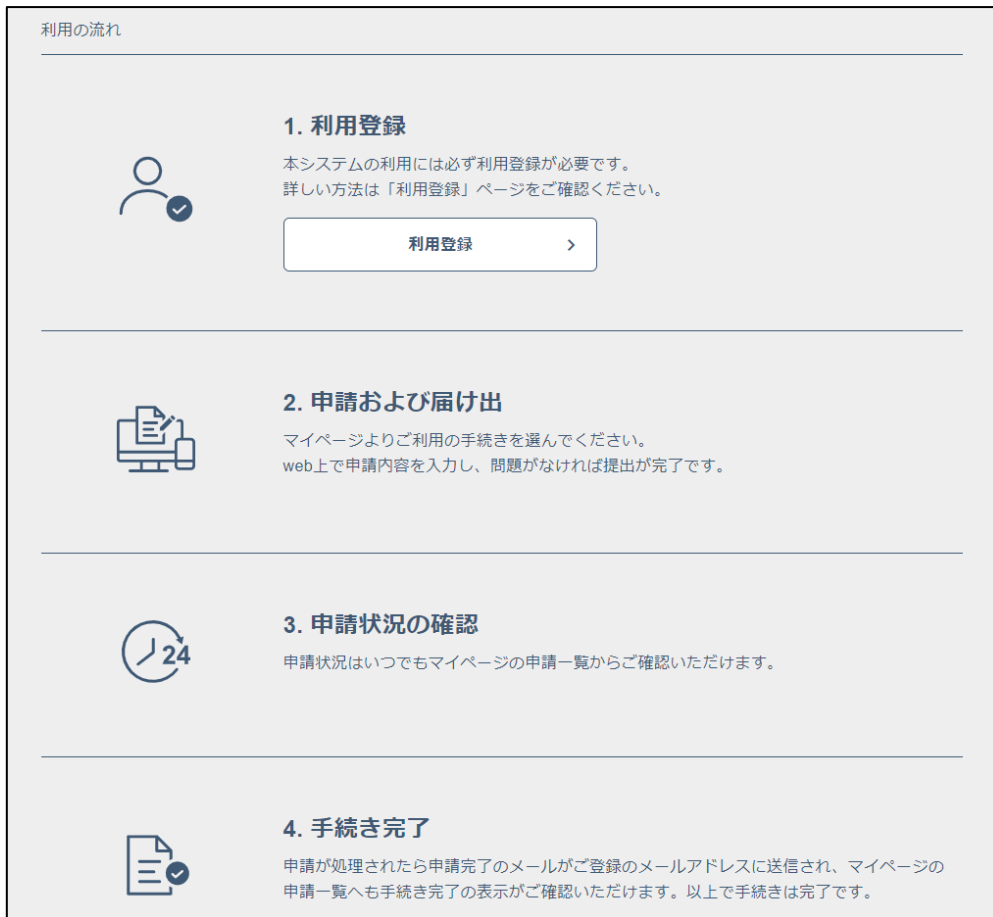 利用の流れ
1. 利用登録
本システムの利用には必ず利用登録が必要です。
詳しい方法は「利用登録」ページをご確認ください。
利用登録
2. 申請および届け出
マイページよりご利用の手続きを選んでください。
web上で申請内容を入力し、問題がなければ提出が完了です。
3. 申請状況の確認
24
申請状況はいつでもマイページの申請一覧からご確認いただけます。
4. 手続き完了
申請が処理されたら申請完了のメールがご登録のメールアドレスに送信され、マイページの
申請一覧へも手続き完了の表示がご確認いただけます。以上で手続きは完了です。